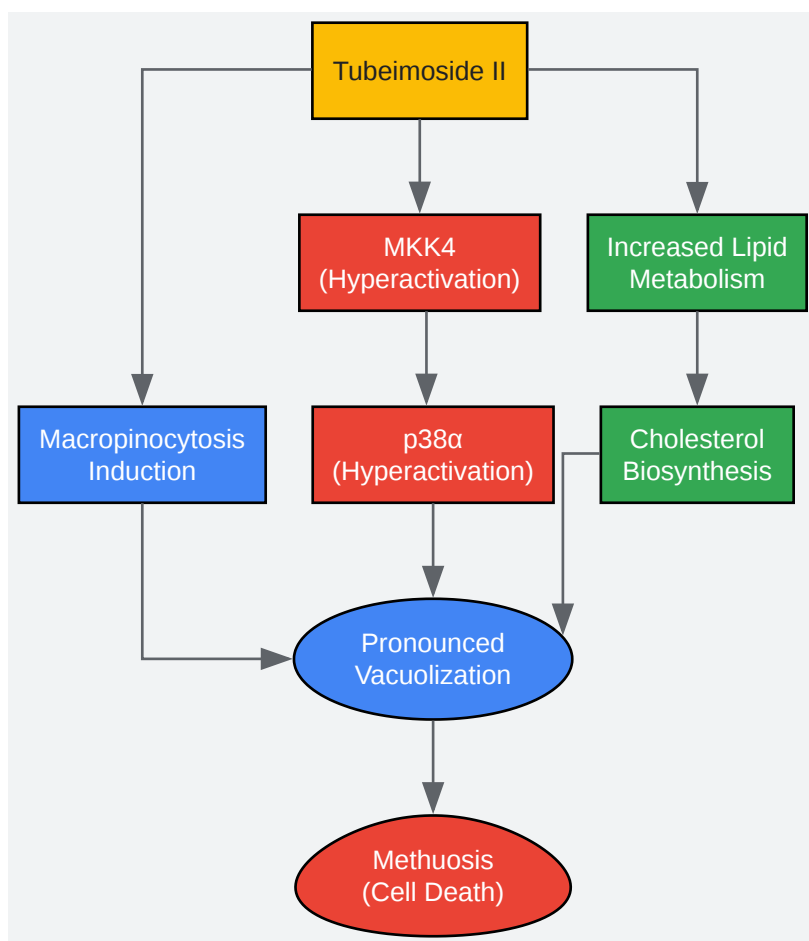 Tubeimoside II
MKK4
(Hyperactivation)
Increased Lipid
Metabolism
Macropinocytosis
Induction
p38α
(Hyperactivation)
Cholesterol
Biosynthesis
Pronounced
Vacuolization
Methuosis
(Cell Death)